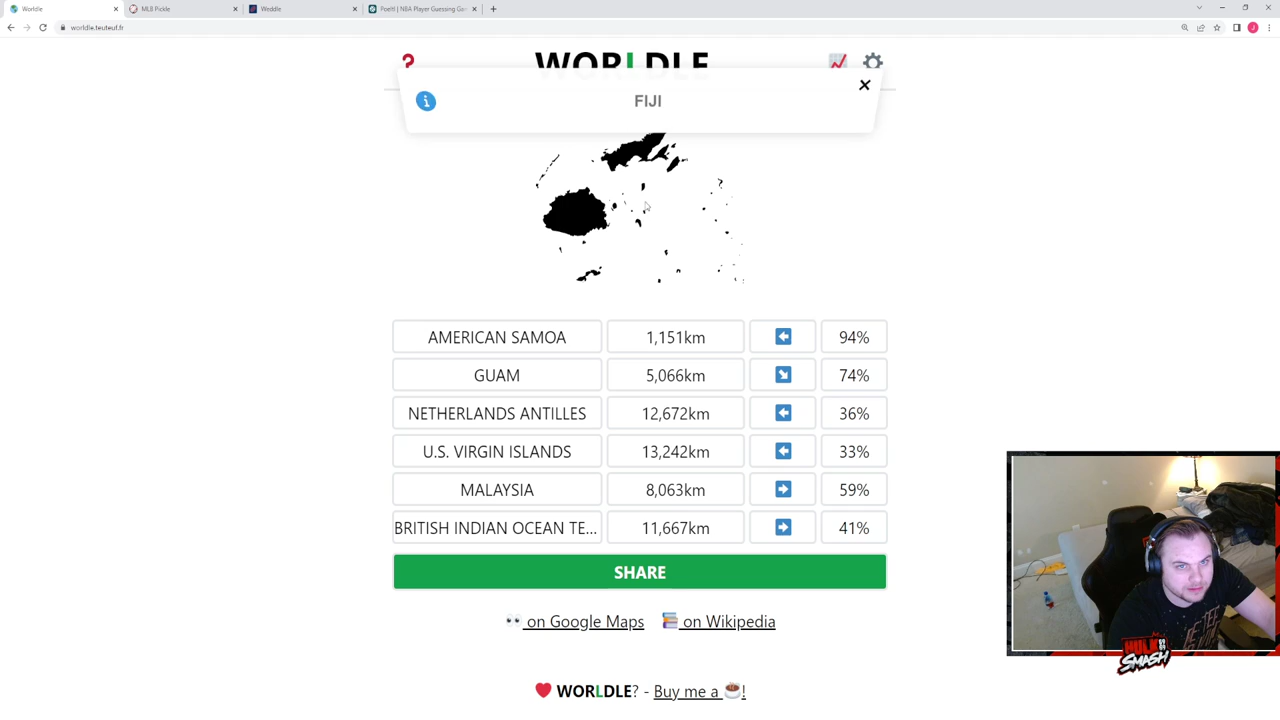 Worldle
MLB Pickle
Weddle
Poeltl | NBA Player Guessing Ga
worldle.teuteuf.fr
WORLDLE
FIJI
AMERICAN SAMOA 1,151km 94%
GUAM 5,066km 74%
NETHERLANDS ANTILLES 12,672km 36%
U.S. VIRGIN ISLANDS 13,242km 33%
MALAYSIA 8,063km 59%
BRITISH INDIAN OCEAN TE... 11,667km 41%
SHARE
on Google Maps on Wikipedia
WORLDLE? - Buy me a !
HULK
SMASH